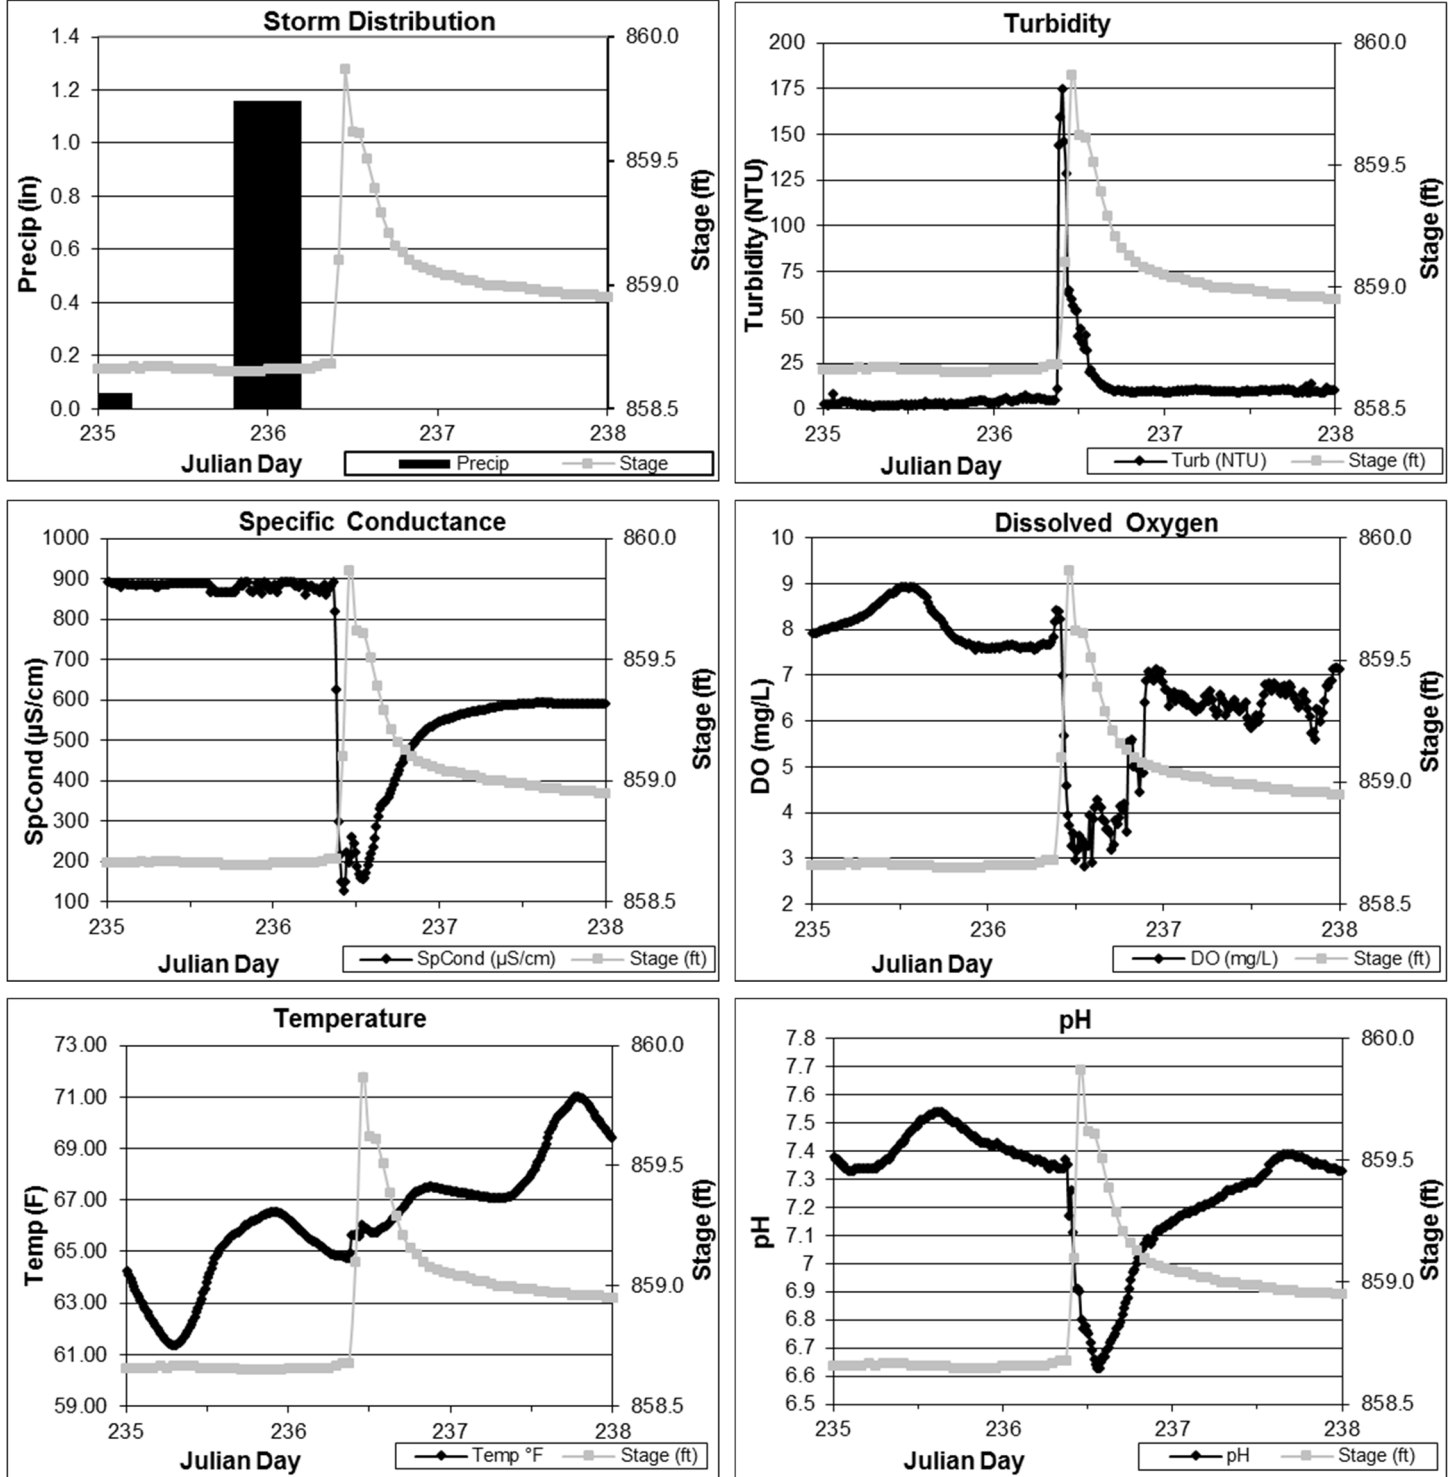 Storm Distribution
1.4
1.2
1.0
0.8
0.6
0.4
0.2
0.0
Precip (in)
860.0
859.5
859.0
858.5
Stage (ft)
235 236 237 238
Julian Day
Precip Stage
Turbidity
200
175
150
125
100
75
50
25
0
Turbidity (NTU)
860.0
859.5
859.0
858.5
Stage (ft)
235 236 237 238
Julian Day
Turb (NTU) Stage (ft)
Specific Conductance
1000
900
800
700
600
500
400
300
200
100
SpCond (µS/cm)
860.0
859.5
859.0
858.5
Stage (ft)
235 236 237 238
Julian Day
SpCond (µS/cm) Stage (ft)
Dissolved Oxygen
10
9
8
7
6
5
4
3
2
DO (mg/L)
860.0
859.5
859.0
858.5
Stage (ft)
235 236 237 238
Julian Day
DO (mg/L) Stage (ft)
Temperature
73.00
71.00
69.00
67.00
65.00
63.00
61.00
59.00
Temp (F)
860.0
859.5
859.0
858.5
Stage (ft)
235 236 237 238
Julian Day
Temp °F Stage (ft)
pH
7.8
7.7
7.6
7.5
7.4
7.3
7.2
7.1
7
6.9
6.8
6.7
6.6
6.5
pH
860.0
859.5
859.0
858.5
Stage (ft)
235 236 237 238
Julian Day
pH Stage (ft)